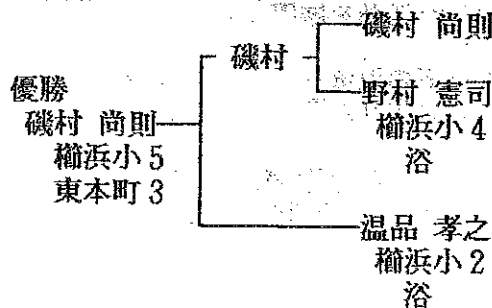 優勝
磯村 尚則
櫛浜小5
東本町3
磯村
磯村 尚則
野村 憲司
櫛浜小4
浴
温品 孝之
櫛浜小2
浴